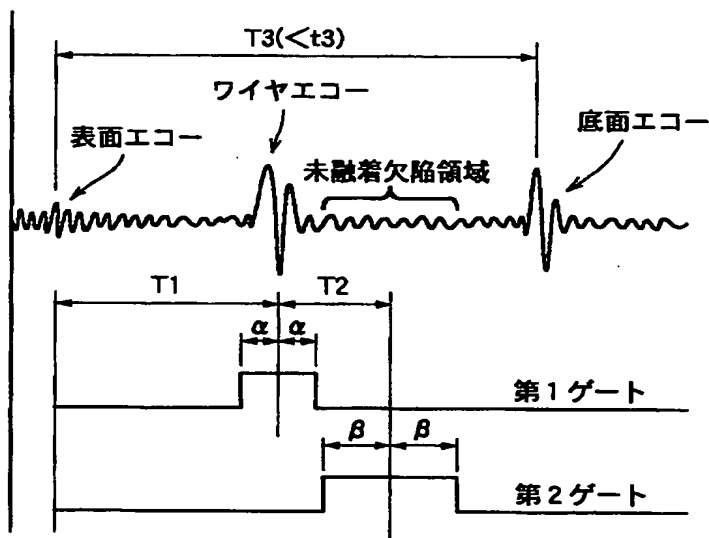 T3(<t3)
ワイヤエコー
表面エコー
底面エコー
未融着欠陥領域
T1
T2
α
α
第1ゲート
β
β
第2ゲート